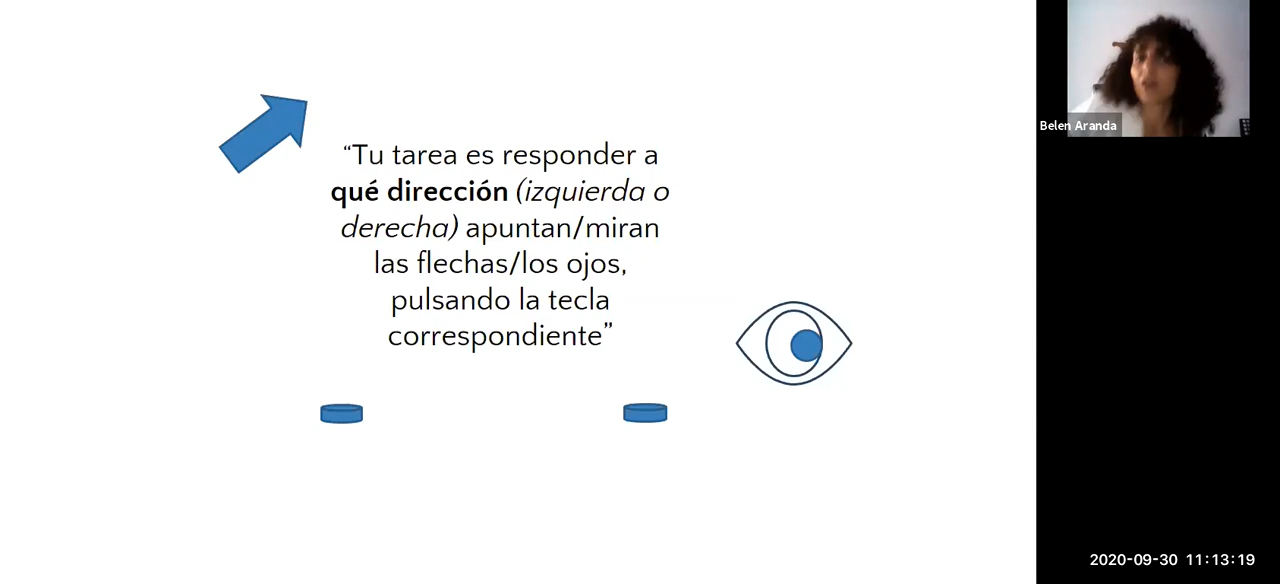 “Tu tarea es responder a
qué dirección (izquierda o
derecha) apuntan/miran
las flechas/los ojos,
pulsando la tecla
correspondiente”
Belen Aranda
2020-09-30 11:13:19